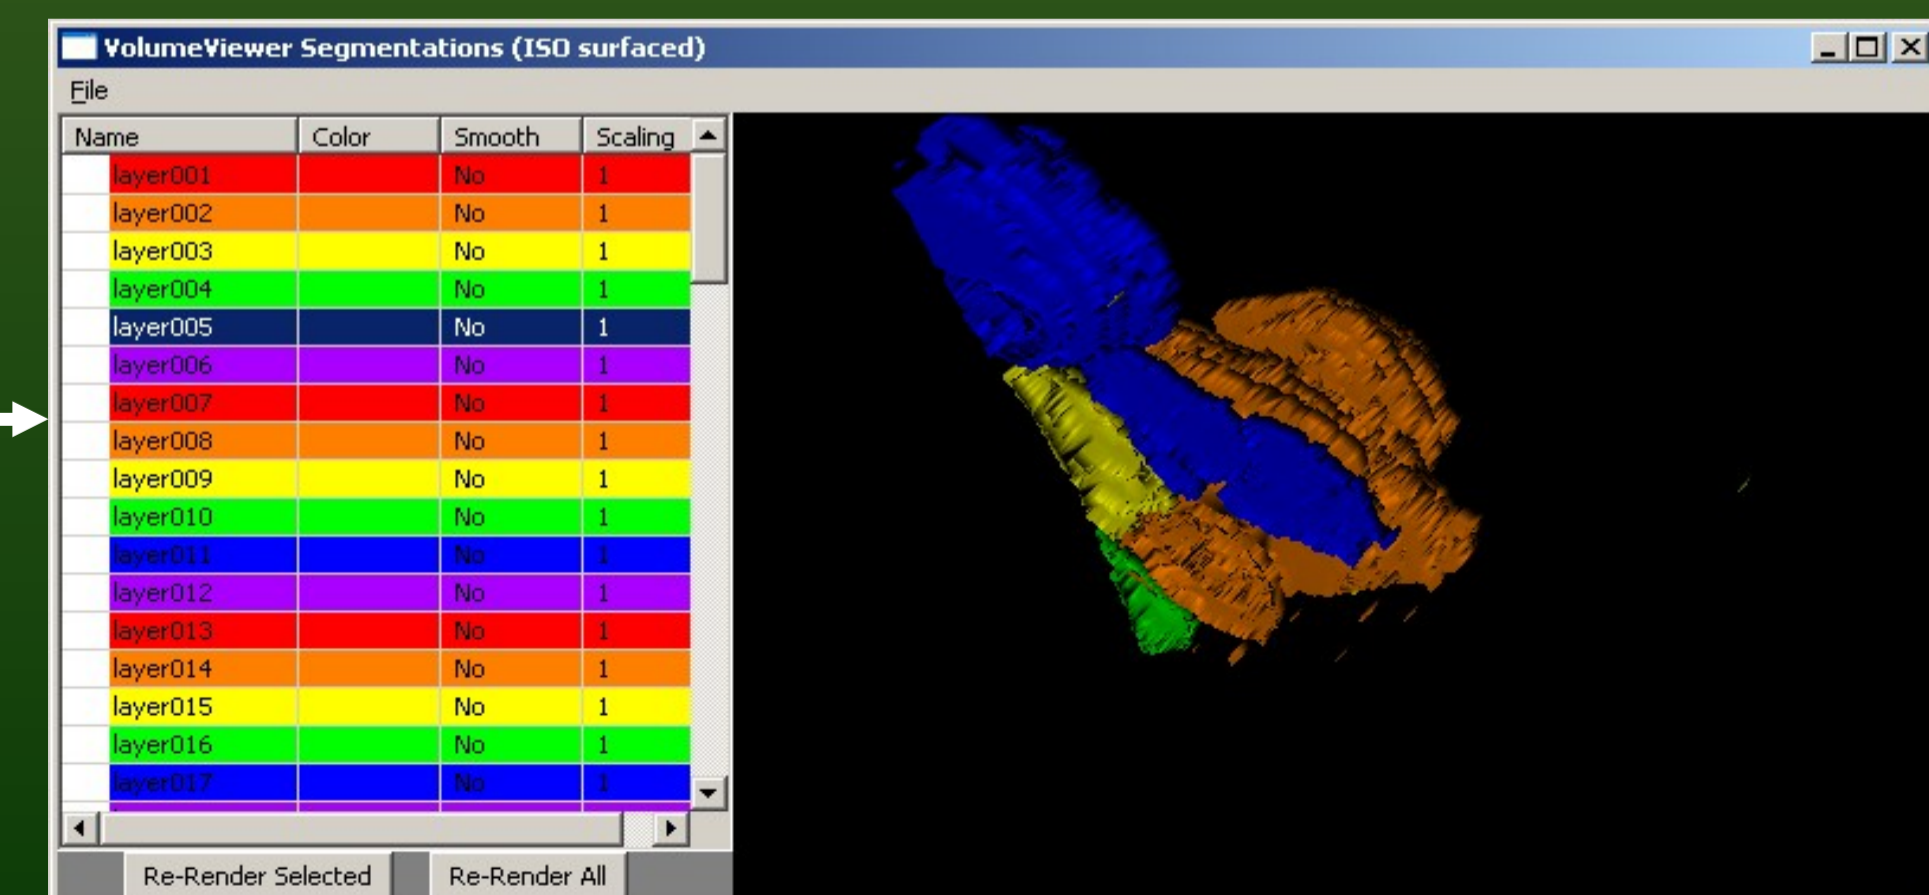 VolumeViewer Segmentations (ISO surfaced)
File
Name Color Smooth Scaling
layer001 No 1
layer002 No 1
layer003 No 1
layer004 No 1
layer005 No 1
layer006 No 1
layer007 No 1
layer008 No 1
layer009 No 1
layer010 No 1
layer011 No 1
layer012 No 1
layer013 No 1
layer014 No 1
layer015 No 1
layer016 No 1
layer017 No 1
Re-Render Selected Re-Render All